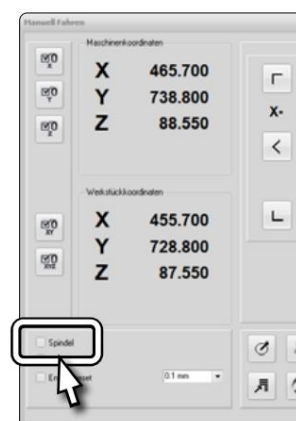 Manuell Fahren
Maschinenkoordinaten
X 465.700
Y 738.800
Z 88.550
X-
Werkstückkoordinaten
X 455.700
Y 728.800
Z 87.550
Spindel
0.1 mm